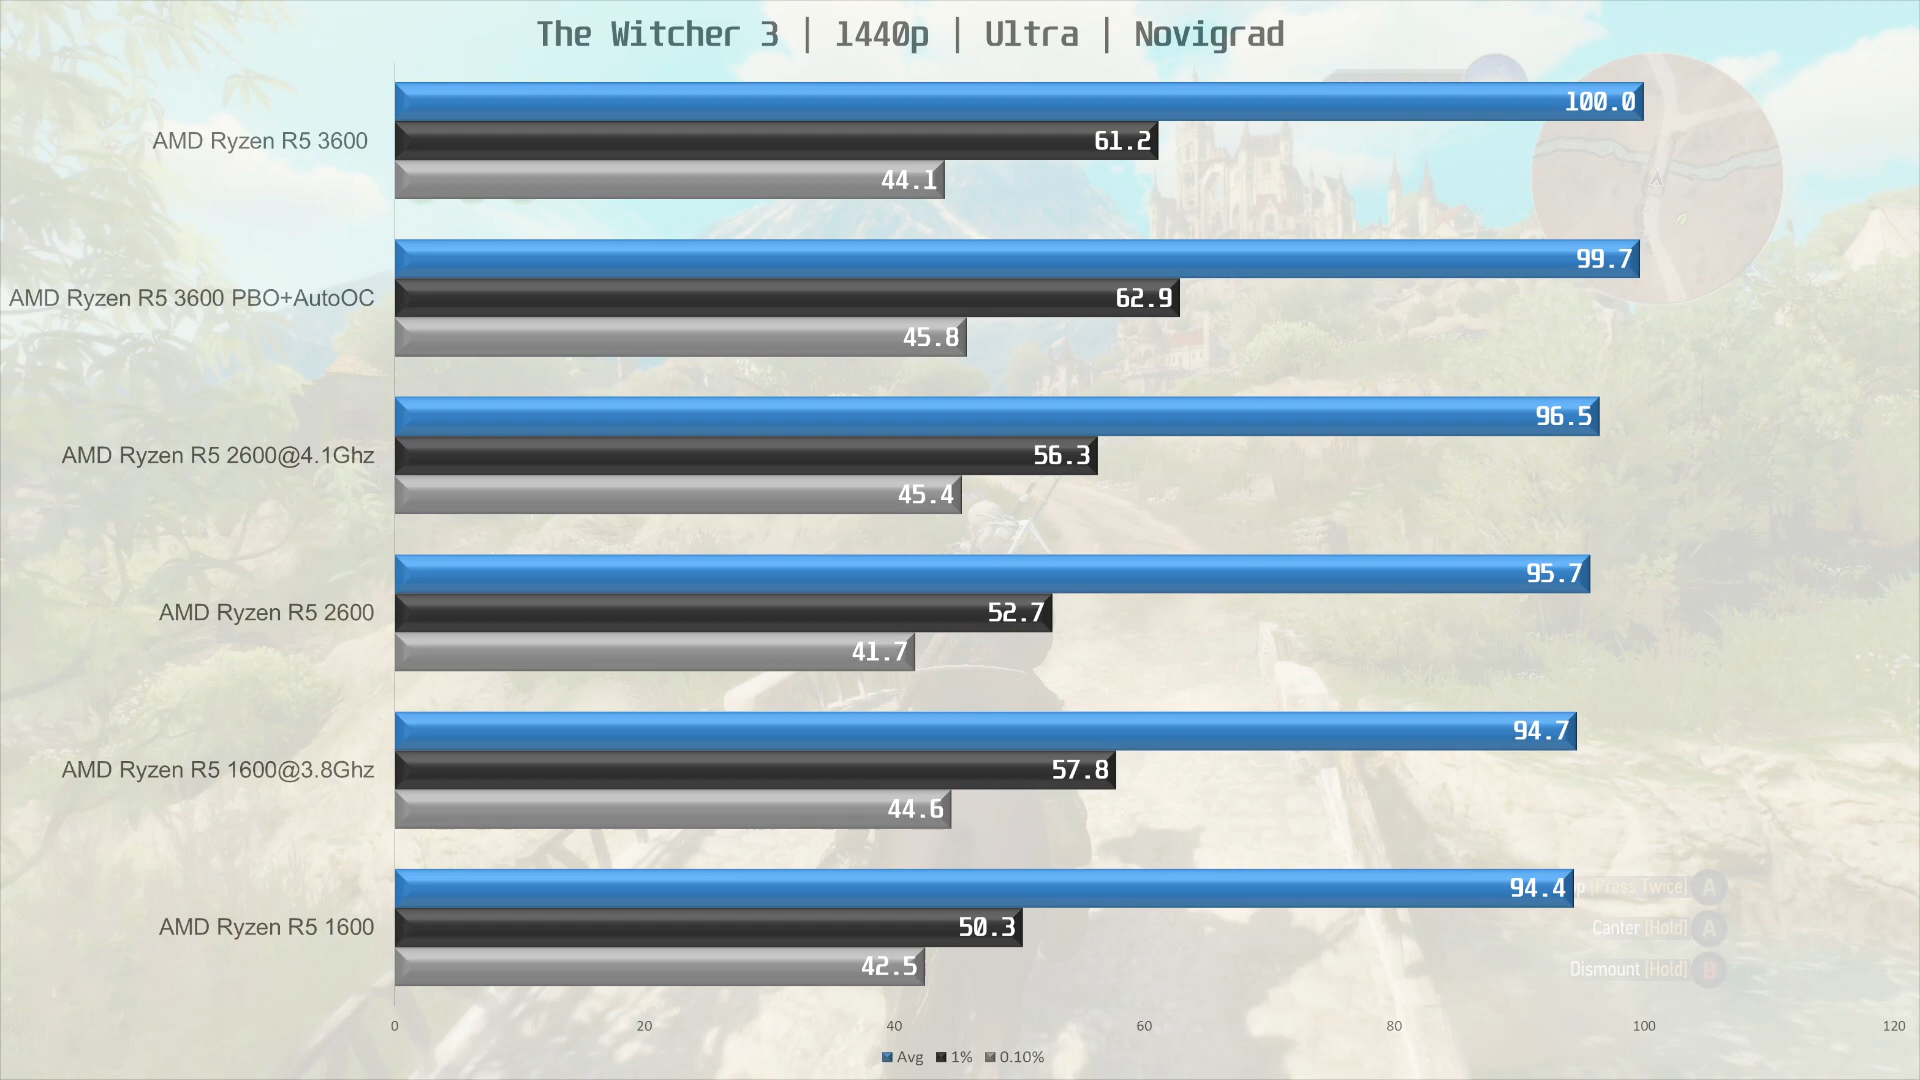 The Witcher 3 | 1440p | Ultra | Novigrad
AMD Ryzen R5 3600
100.0
61.2
44.1
AMD Ryzen R5 3600 PBO+AutoOC
99.7
62.9
45.8
AMD Ryzen R5 2600@4.1Ghz
96.5
56.3
45.4
AMD Ryzen R5 2600
95.7
52.7
41.7
AMD Ryzen R5 1600@3.8Ghz
94.7
57.8
44.6
AMD Ryzen R5 1600
94.4
50.3
42.5
[Press Twice] A
Canter [Hold] A
Dismount [Hold] B
0 20 40 60 80 100 120
Avg 1% 0.10%